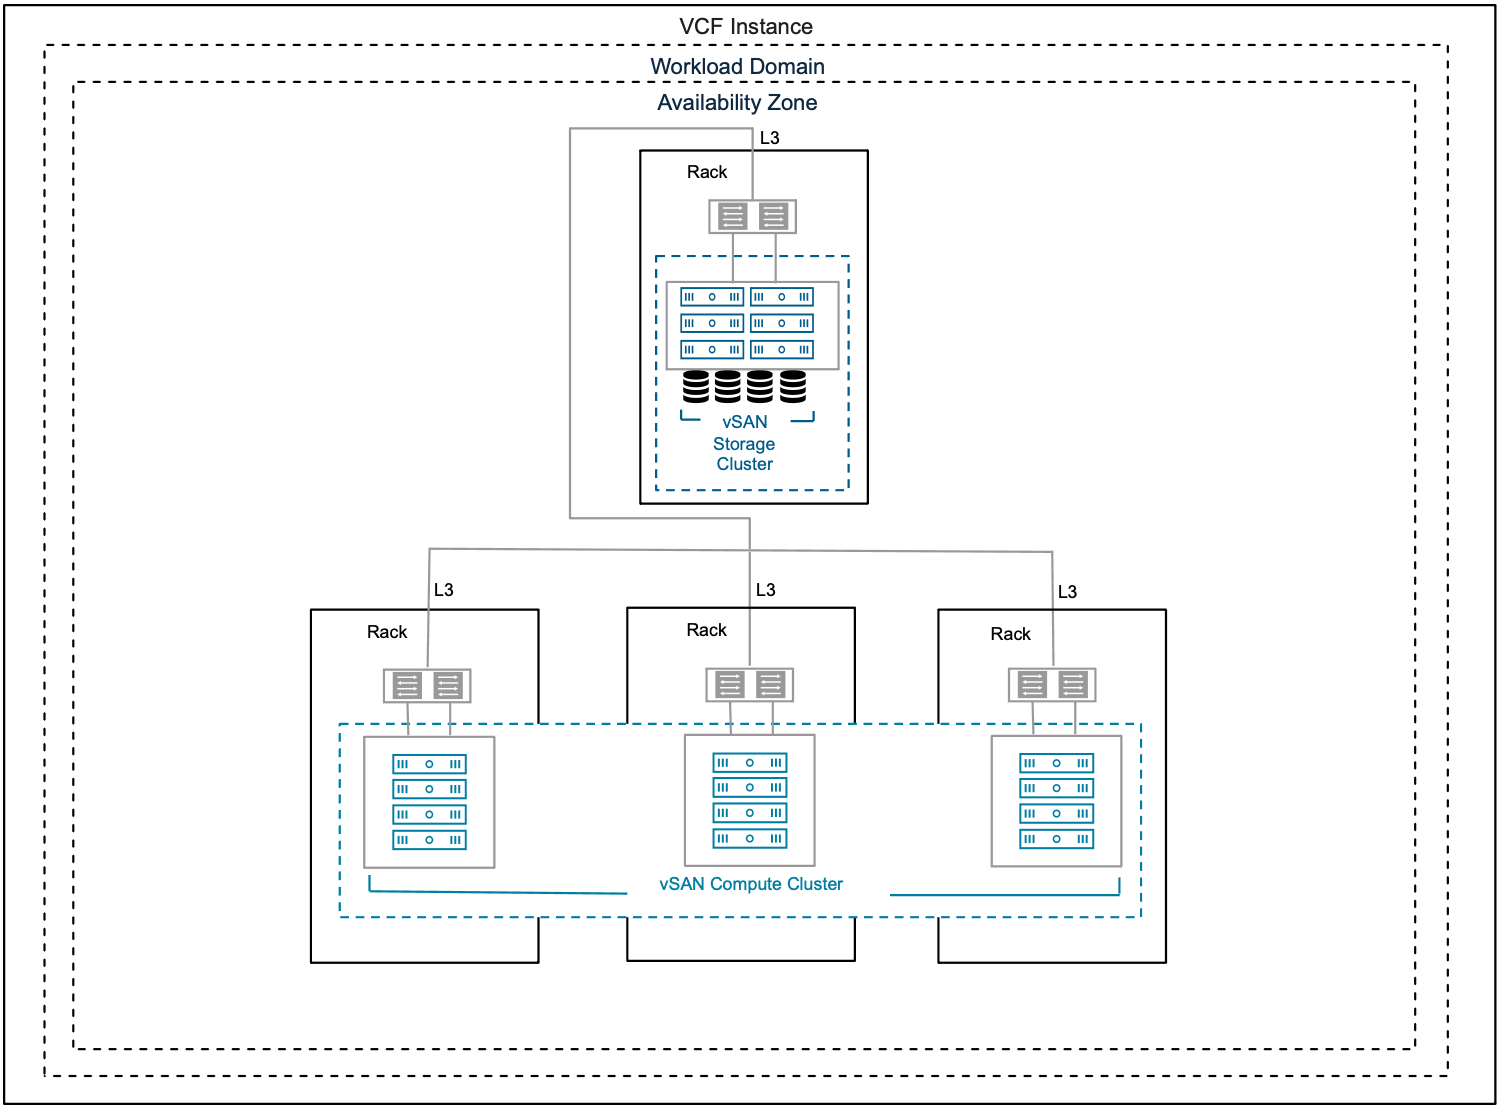 VCF Instance
Workload Domain
Availability Zone
L3
Rack
vSAN
Storage
Cluster
L3
L3
L3
Rack
Rack
Rack
vSAN Compute Cluster